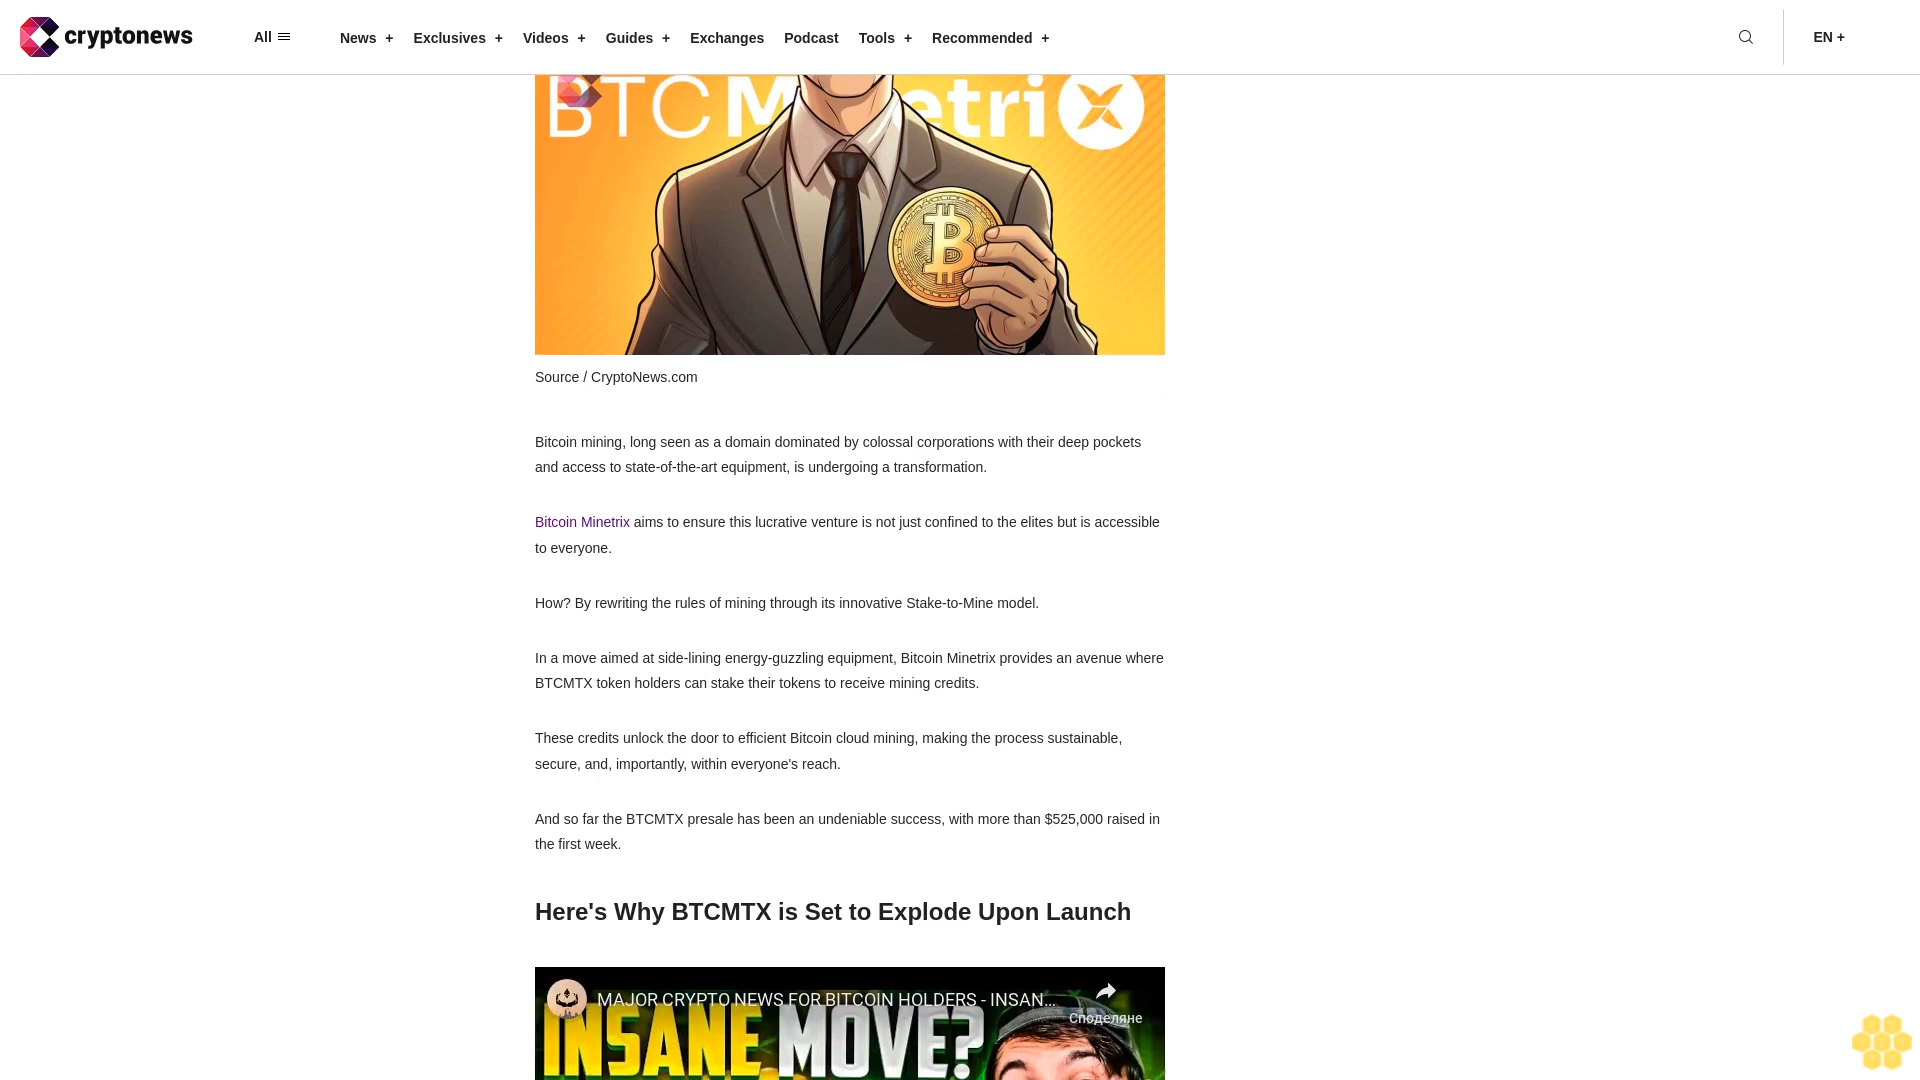 cryptonews
All
News +
Exclusives +
Videos +
Guides +
Exchanges
Podcast
Tools +
Recommended +
EN +
BTC M netriX
Source / CryptoNews.com
Bitcoin mining, long seen as a domain dominated by colossal corporations with their deep pockets
and access to state-of-the-art equipment, is undergoing a transformation.
Bitcoin Minetrix aims to ensure this lucrative venture is not just confined to the elites but is accessible
to everyone.
How? By rewriting the rules of mining through its innovative Stake-to-Mine model.
In a move aimed at side-lining energy-guzzling equipment, Bitcoin Minetrix provides an avenue where
BTCMTX token holders can stake their tokens to receive mining credits.
These credits unlock the door to efficient Bitcoin cloud mining, making the process sustainable,
secure, and, importantly, within everyone's reach.
And so far the BTCMTX presale has been an undeniable success, with more than $525,000 raised in
the first week.
Here's Why BTCMTX is Set to Explode Upon Launch
MAJOR CRYPTO NEWS FOR BITCOIN HOLDERS - INSAN...
Споделяне
INSANE MOVE?